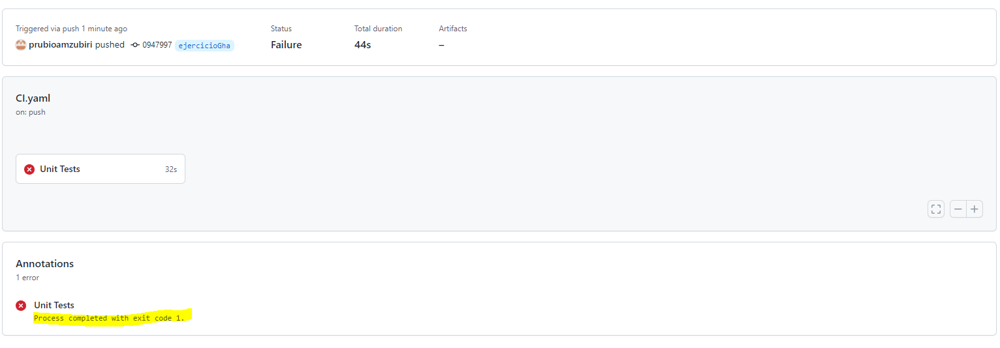 Triggered via push 1 minute ago
prubioamzubiri pushed 0947997 ejercicioGha
Status
Failure
Total duration
44s
Artifacts
–
CI.yaml
on: push
Unit Tests 32s
Annotations
1 error
Unit Tests
Process completed with exit code 1.